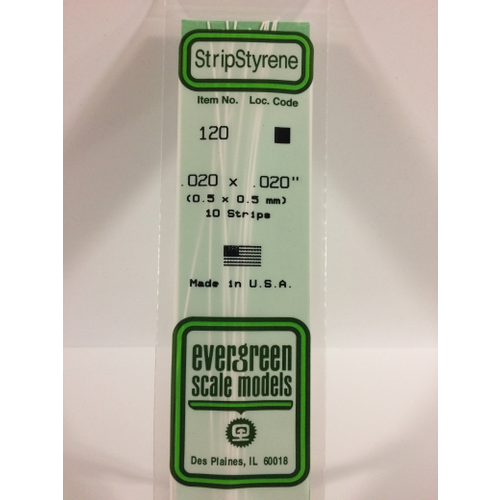 StripStyrene
Item No. Loc. Code
120
.020 x .020"
(0.5 x 0.5 mm)
10 Strips
Made in U.S.A.
evergreen
scale models
Des Plaines, IL 60018